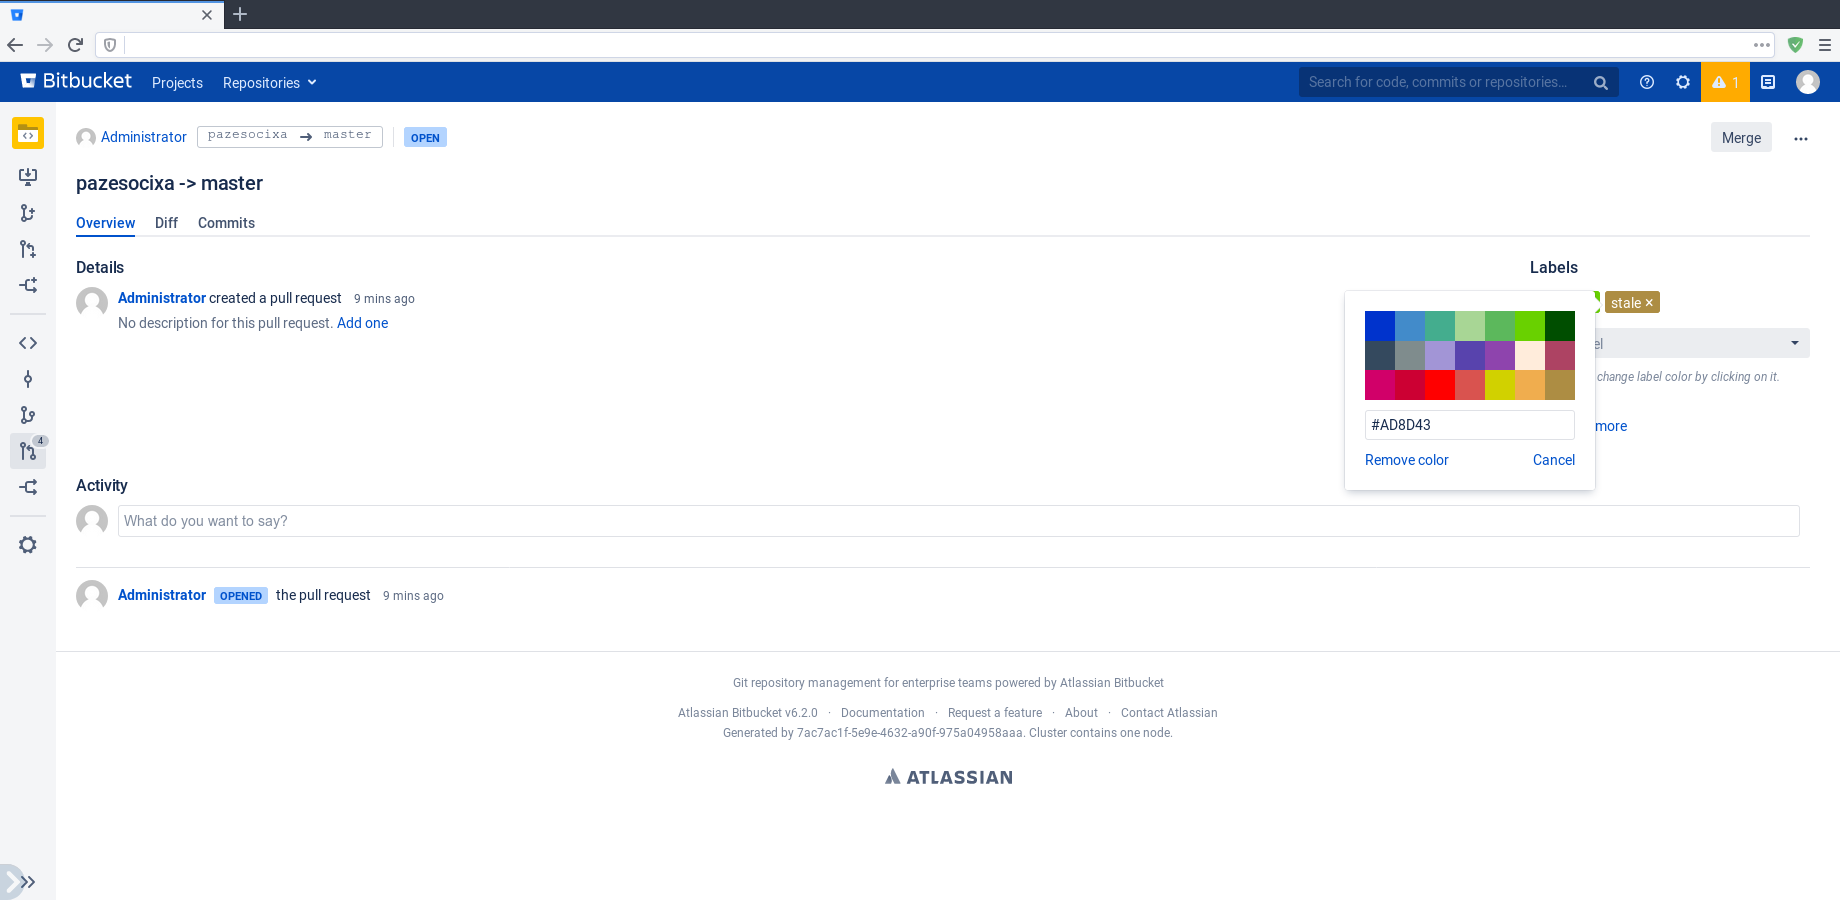 Bitbucket Projects Repositories Search for code, commits or repositories... 1
Administrator pazesocixa → master OPEN Merge
pazesocixa -> master
Overview Diff Commits
Details Labels
Administrator created a pull request 9 mins ago stale ×
No description for this pull request. Add one
change label color by clicking on it.
#AD8D43 more
4
Remove color Cancel
Activity
What do you want to say?
Administrator OPENED the pull request 9 mins ago
Git repository management for enterprise teams powered by Atlassian Bitbucket
Atlassian Bitbucket v6.2.0 · Documentation · Request a feature · About · Contact Atlassian
Generated by 7ac7ac1f-5e9e-4632-a90f-975a04958aaa. Cluster contains one node.
ATLASSIAN